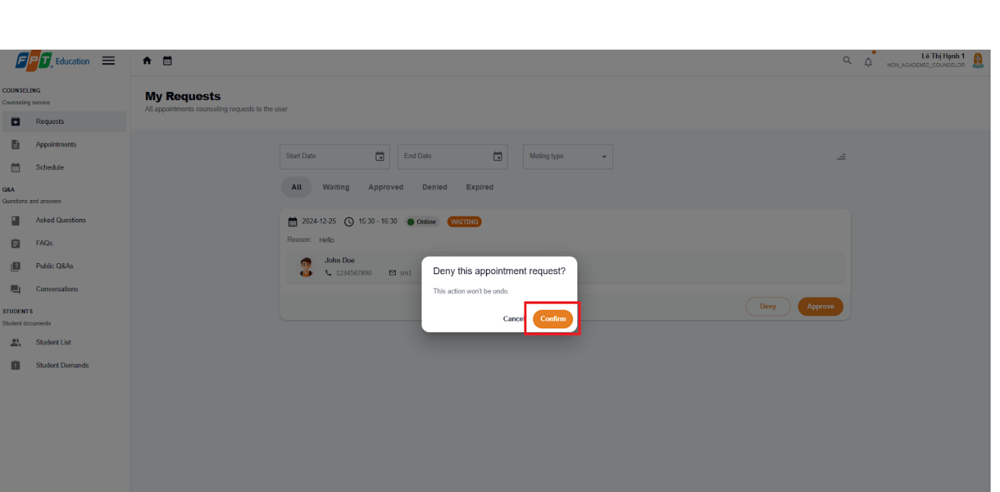 FPT Education
Lê Thị Hạnh 1
NON_ACADEMIC_COUNSELOR
COUNSELING
Counseling service
Requests
Appointments
Schedule
Q&A
Questions and answers
Asked Questions
FAQs
Public Q&As
Conversations
STUDENTS
Student documents
Student List
Student Demands
My Requests
All appointments counseling requests to the user
Start Date
End Date
Meting type
All Waiting Approved Denied Expired
2024-12-25 15:30 - 16:30 Online WAITING
Reason: Hello
John Doe
1234567890 sm1
Deny Approve
Deny this appointment request?
This action won't be undo.
Cancel Confirm